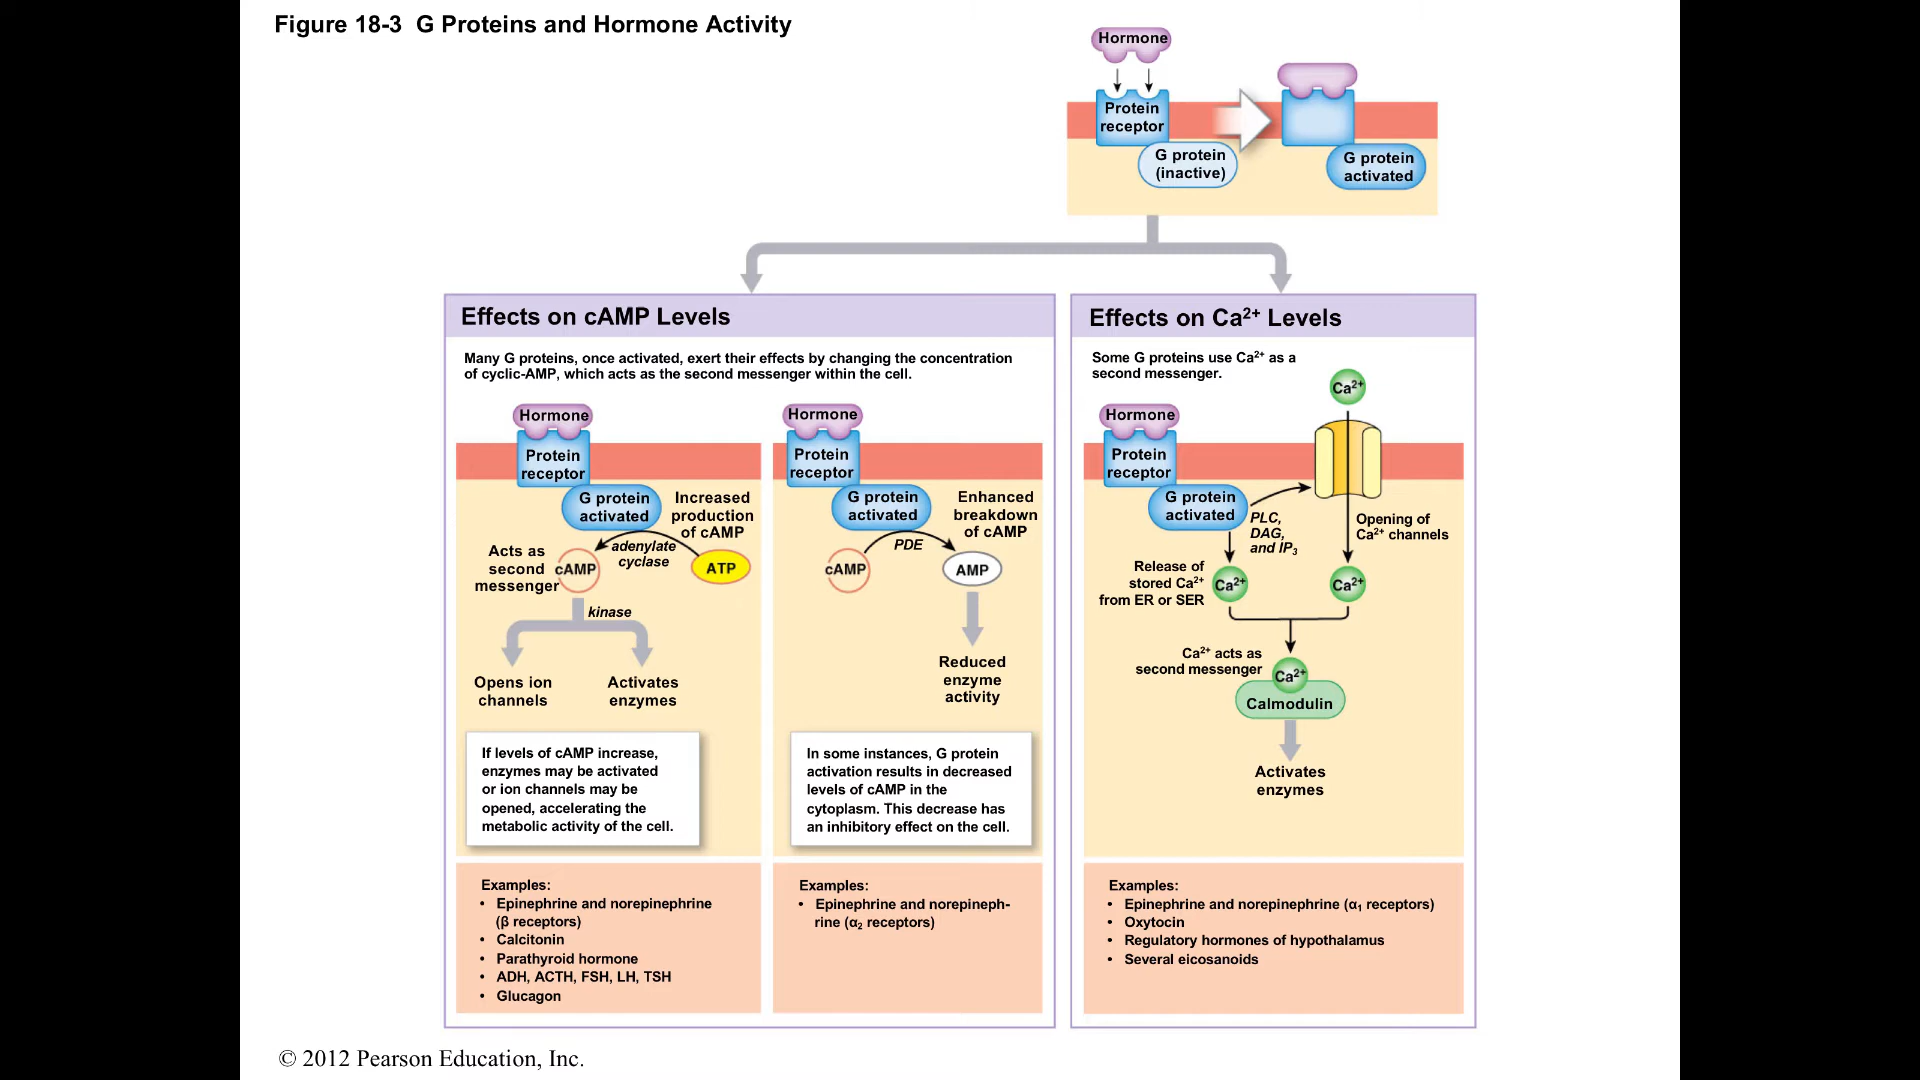 Figure 18-3  G Proteins and Hormone Activity
Hormone
Protein
receptor
G protein
(inactive)
G protein
activated
Effects on cAMP Levels
Many G proteins, once activated, exert their effects by changing the concentration
of cyclic-AMP, which acts as the second messenger within the cell.
Hormone
Protein
receptor
G protein
activated
Increased
production
of cAMP
Acts as
second
messenger
cAMP
adenylate
cyclase
ATP
kinase
Opens ion
channels
Activates
enzymes
If levels of cAMP increase,
enzymes may be activated
or ion channels may be
opened, accelerating the
metabolic activity of the cell.
Examples:
• Epinephrine and norepinephrine
(β receptors)
• Calcitonin
• Parathyroid hormone
• ADH, ACTH, FSH, LH, TSH
• Glucagon
Hormone
Protein
receptor
G protein
activated
Enhanced
breakdown
of cAMP
PDE
cAMP
AMP
Reduced
enzyme
activity
In some instances, G protein
activation results in decreased
levels of cAMP in the
cytoplasm. This decrease has
an inhibitory effect on the cell.
Examples:
• Epinephrine and norepineph-
rine (α₂ receptors)
Effects on Ca²⁺ Levels
Some G proteins use Ca²⁺ as a
second messenger.
Ca²⁺
Hormone
Protein
receptor
G protein
activated
PLC,
DAG,
and IP₃
Opening of
Ca²⁺ channels
Release of
stored Ca²⁺
from ER or SER
Ca²⁺
Ca²⁺
Ca²⁺ acts as
second messenger
Ca²⁺
Calmodulin
Activates
enzymes
Examples:
• Epinephrine and norepinephrine (α₁ receptors)
• Oxytocin
• Regulatory hormones of hypothalamus
• Several eicosanoids
© 2012 Pearson Education, Inc.